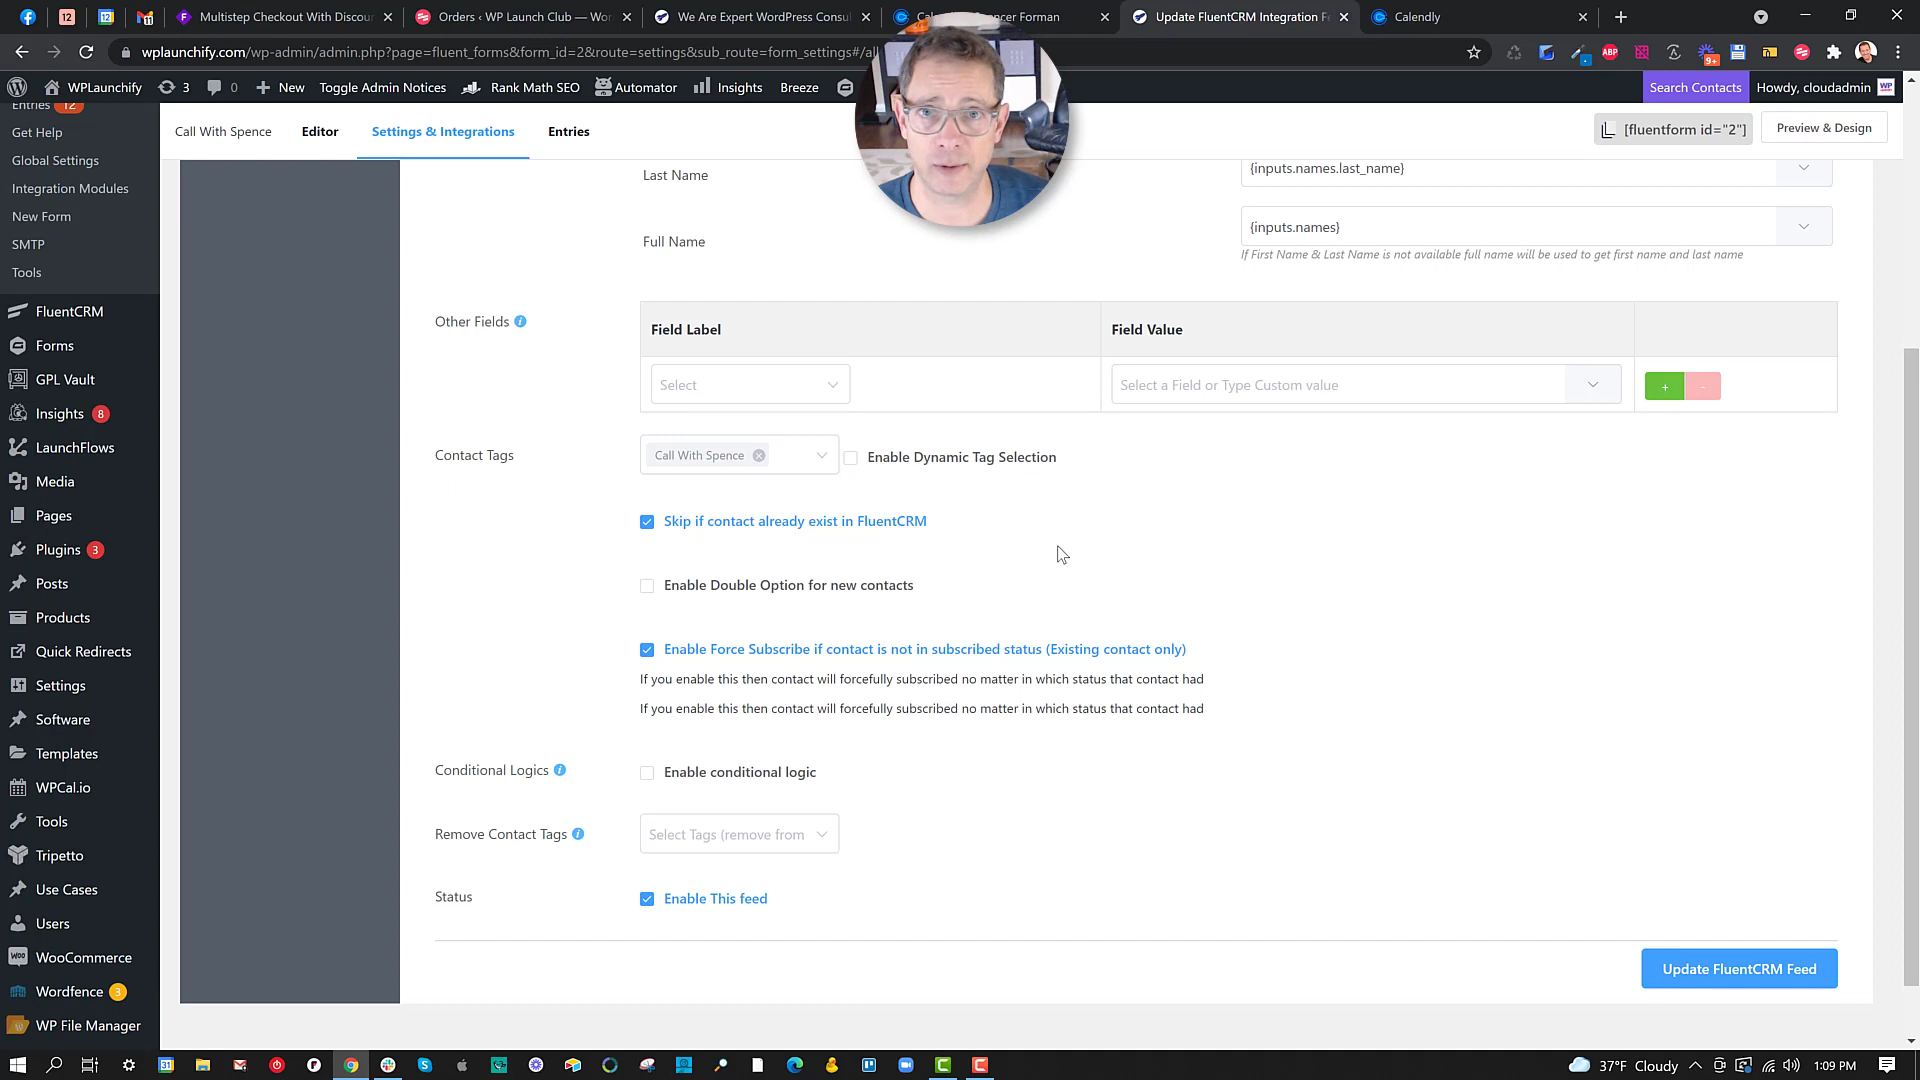 12
12
11
Multistep Checkout With Discou
Orders ‹ WP Launch Club — Wor
We Are Expert WordPress Consul
Spencer Forman
Update FluentCRM Integration F
Calendly
wplaunchify.com/wp-admin/admin.php?page=fluent_forms&form_id=2&route=settings&sub_route=form_settings#/all
ABP
9+
WPLaunchify
3
0
New
Toggle Admin Notices
Rank Math SEO
Automator
Insights
Breeze
Search Contacts
Howdy, cloudadmin
Entries 12
Get Help
Global Settings
Integration Modules
New Form
SMTP
Tools
FluentCRM
Forms
GPL Vault
Insights 8
LaunchFlows
Media
Pages
Plugins 3
Posts
Products
Quick Redirects
Settings
Software
Templates
WPCal.io
Tools
Tripetto
Use Cases
Users
WooCommerce
Wordfence 3
WP File Manager
Call With Spence
Editor
Settings & Integrations
Entries
[fluentform id="2"]
Preview & Design
Last Name
{inputs.names.last_name}
Full Name
{inputs.names}
If First Name & Last Name is not available full name will be used to get first name and last name
Other Fields
Field Label
Field Value
Select
Select a Field or Type Custom value
+
-
Contact Tags
Call With Spence
Enable Dynamic Tag Selection
Skip if contact already exist in FluentCRM
Enable Double Option for new contacts
Enable Force Subscribe if contact is not in subscribed status (Existing contact only)
If you enable this then contact will forcefully subscribed no matter in which status that contact had
If you enable this then contact will forcefully subscribed no matter in which status that contact had
Conditional Logics
Enable conditional logic
Remove Contact Tags
Select Tags (remove from
Status
Enable This feed
Update FluentCRM Feed
37°F Cloudy
1:09 PM